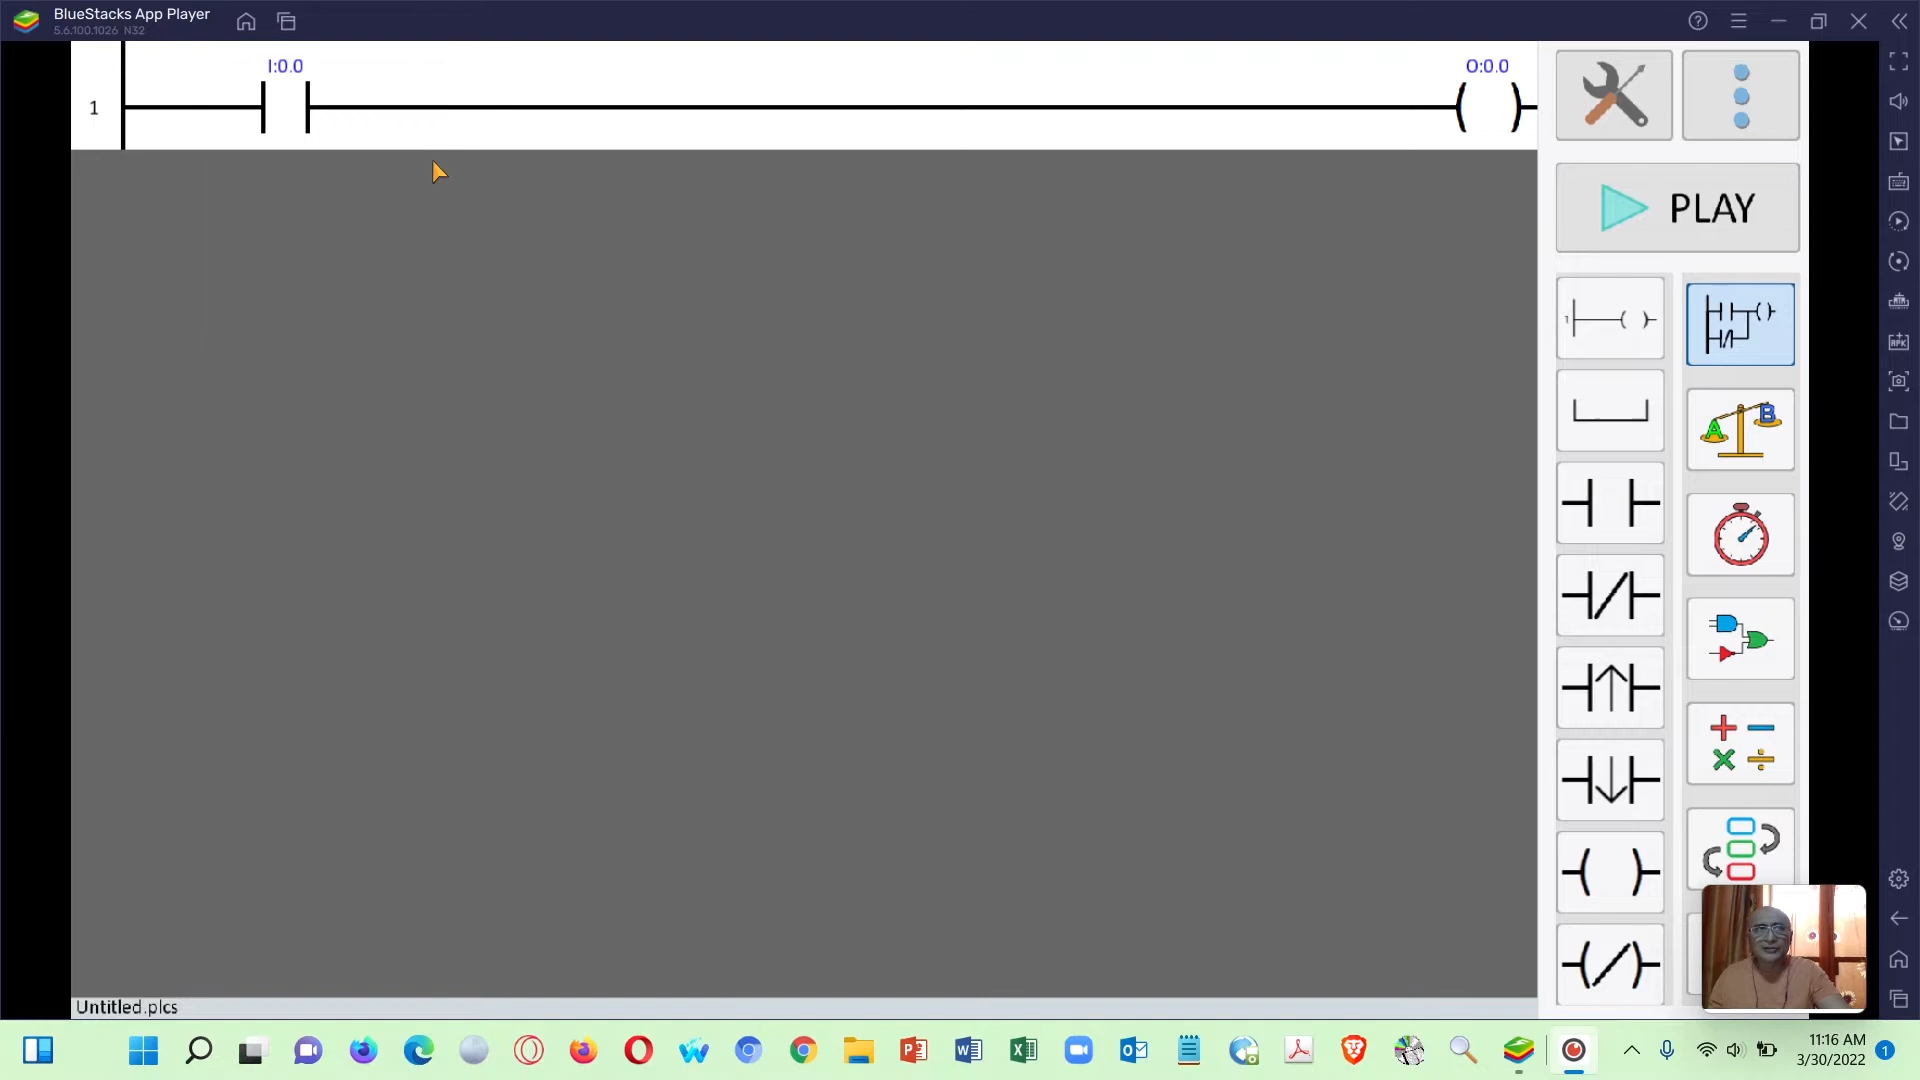 BlueStacks App Player
5.6.100.1026 N32
I:0.0
O:0.0
1
PLAY
A
B
Untitled.plcs
11:16 AM
3/30/2022
1